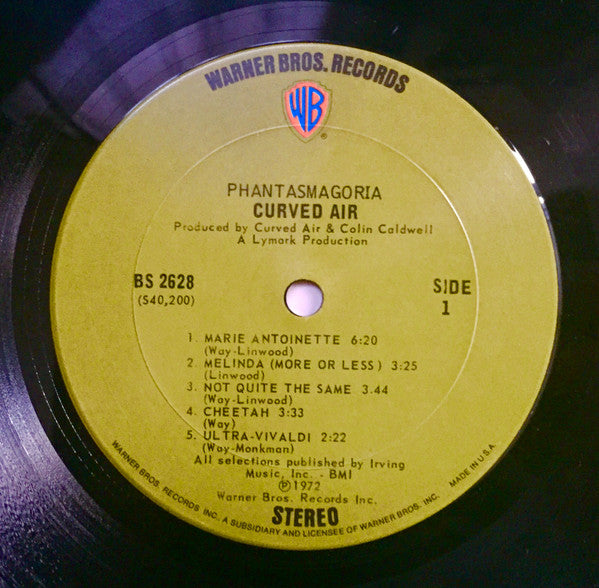 WARNER BROS. RECORDS
WB
®
PHANTASMAGORIA
CURVED AIR
Produced by Curved Air & Colin Caldwell
A Lymark Production
BS 2628
(S40,200)
SIDE
1
1. MARIE ANTOINETTE 6:20
(Way-Linwood)
2. MELINDA (MORE OR LESS) 3:25
(Linwood)
3. NOT QUITE THE SAME 3.44
(Way-Linwood)
4. CHEETAH 3:33
(Way)
5. ULTRA-VIVALDI 2:22
(Way-Monkman)
All selections published by Irving
Music, Inc. - BMI
℗1972
Warner Bros. Records Inc.
STEREO
WARNER BROS. RECORDS INC., A SUBSIDIARY AND LICENSEE OF WARNER BROS. INC. MADE IN U.S.A.